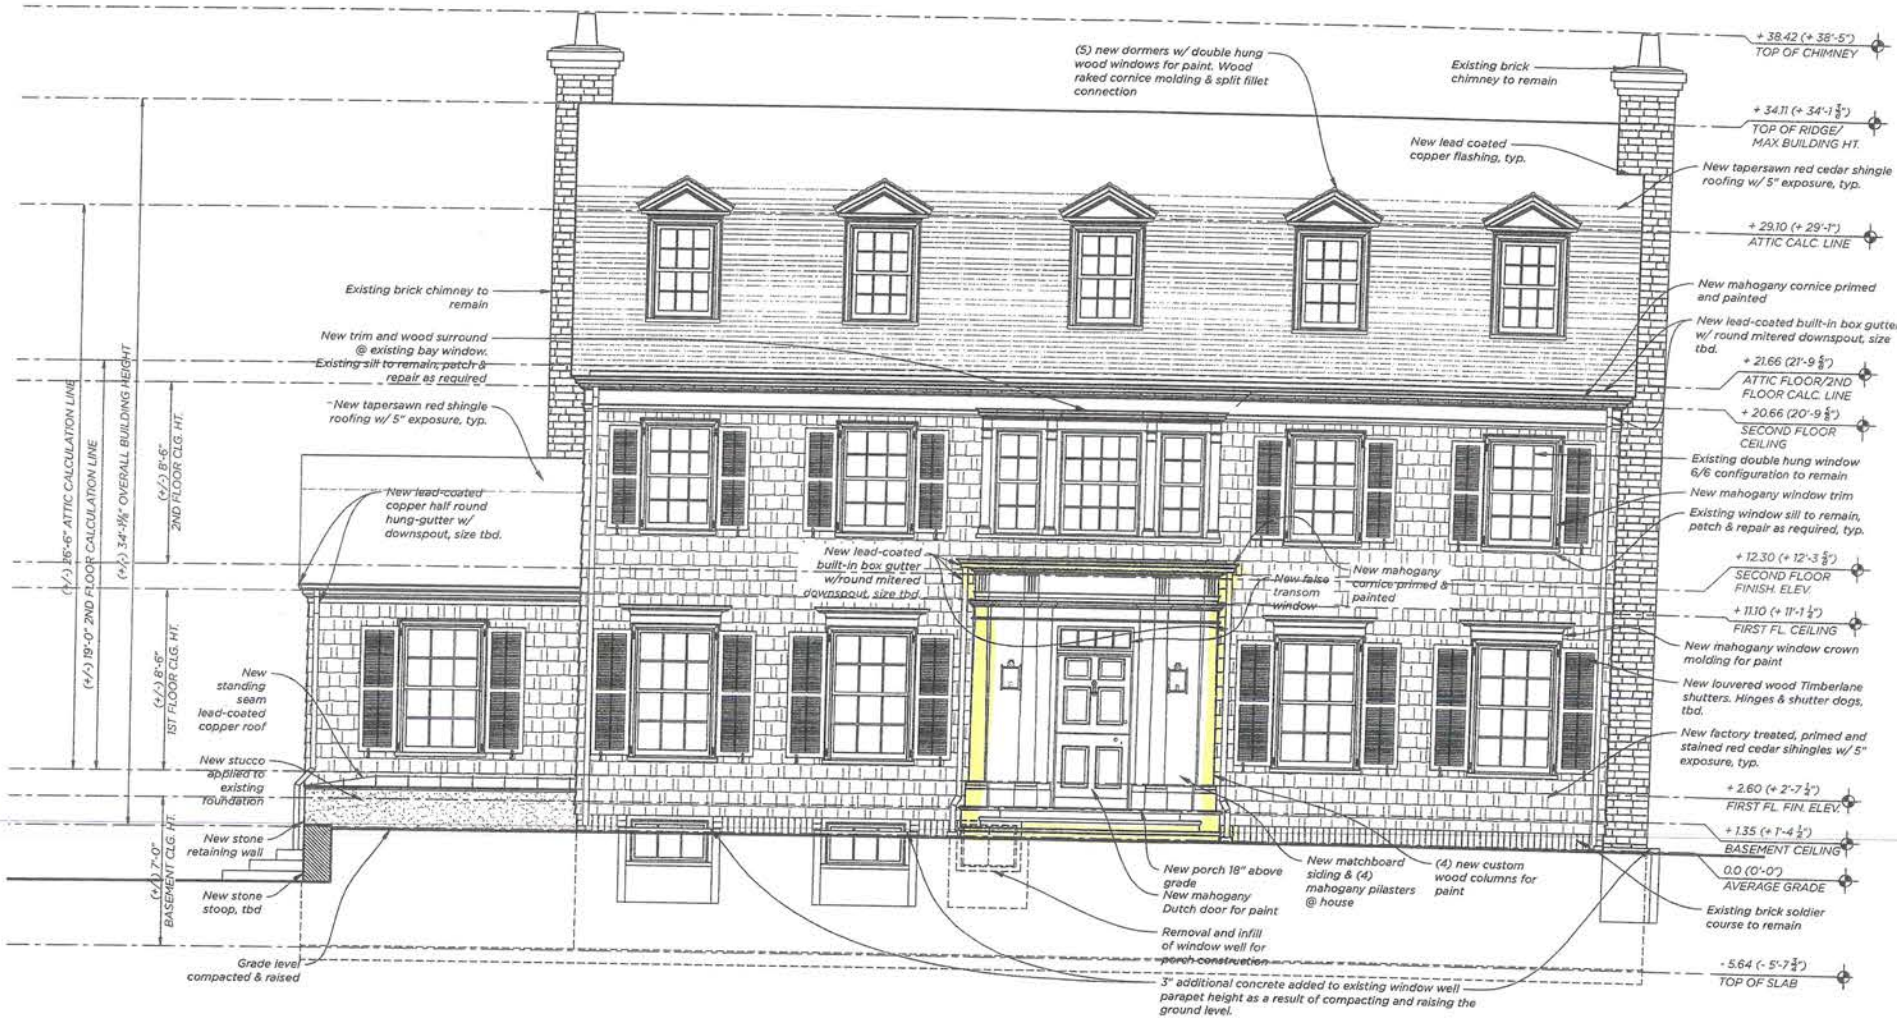 (5) new dormers w/ double hung
wood windows for paint. Wood
raked cornice molding & split fillet
connection
Existing brick
chimney to remain
+ 38.42 (+ 38'-5")
TOP OF CHIMNEY
+ 34.11 (+ 34'-1 3/8")
TOP OF RIDGE/
MAX BUILDING HT.
New lead coated
copper flashing, typ.
New tapersawn red cedar shingle
roofing w/ 5" exposure, typ.
+ 29.10 (+ 29'-1")
ATTIC CALC. LINE
Existing brick chimney to
remain
New mahogany cornice primed
and painted
New trim and wood surround
@ existing bay window.
Existing sill to remain, patch &
repair as required
New lead-coated built-in box gutter
w/ round mitered downspout, size
tbd.
+ 21.66 (21'-9 5/8")
ATTIC FLOOR/2ND
FLOOR CALC. LINE
New tapersawn red shingle
roofing w/ 5" exposure, typ.
+ 20.66 (20'-9 5/8")
SECOND FLOOR
CEILING
Existing double hung window
6/6 configuration to remain
New mahogany window trim
Existing window sill to remain,
patch & repair as required, typ.
New lead-coated
copper half round
hung-gutter w/
downspout, size tbd.
New lead-coated
built-in box gutter
w/round mitered
downspout, size tbd.
New false
transom
window
New mahogany
cornice primed &
painted
+ 12.30 (+ 12'-3 5/8")
SECOND FLOOR
FINISH. ELEV.
+ 11.10 (+ 11'-1 1/2")
FIRST FL. CEILING
New mahogany window crown
molding for paint
New louvered wood Timberlane
shutters. Hinges & shutter dogs,
tbd.
New factory treated, primed and
stained red cedar sihingles w/ 5"
exposure, typ.
(+/-) 26'-6" ATTIC CALCULATION LINE
(+/-) 19'-0" 2ND FLOOR CALCULATION LINE
(+/-) 34'-1⅜" OVERALL BUILDING HEIGHT
(+/-) 8'-6"
2ND FLOOR CLG. HT.
(+/-) 8'-6"
1ST FLOOR CLG. HT.
(+/-) 7'-0"
BASEMENT CLG. HT.
New
standing
seam
lead-coated
copper roof
New stucco
applied to
existing
foundation
New stone
retaining wall
New stone
stoop, tbd
Grade level
compacted & raised
+ 2.60 (+ 2'-7 1/2")
FIRST FL. FIN. ELEV.
+ 1.35 (+ 1'-4 1/2")
BASEMENT CEILING
0.0 (0'-0")
AVERAGE GRADE
New porch 18" above
grade
New mahogany
Dutch door for paint
New matchboard
siding & (4)
mahogany pilasters
@ house
(4) new custom
wood columns for
paint
Existing brick soldier
course to remain
Removal and infill
of window well for
porch construction
3" additional concrete added to existing window well
parapet height as a result of compacting and raising the
ground level.
- 5.64 (- 5'-7 3/4")
TOP OF SLAB